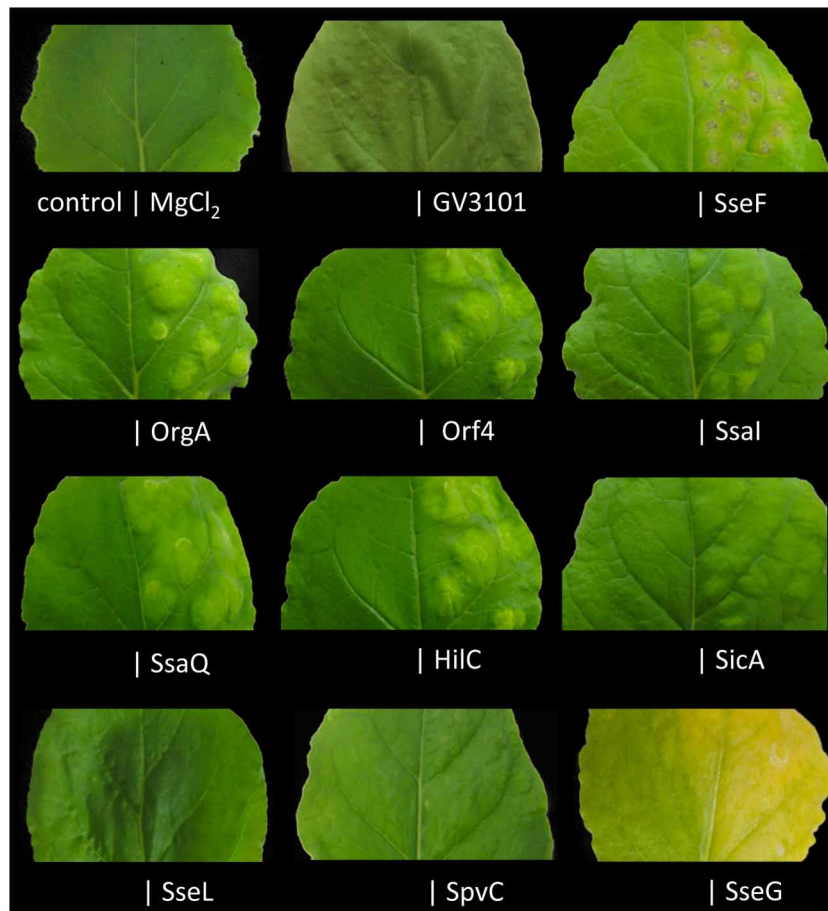 control | MgCl₂ | GV3101 | SseF
| OrgA | Orf4 | SsaI
| SsaQ | HilC | SicA
| SseL | SpvC | SseG